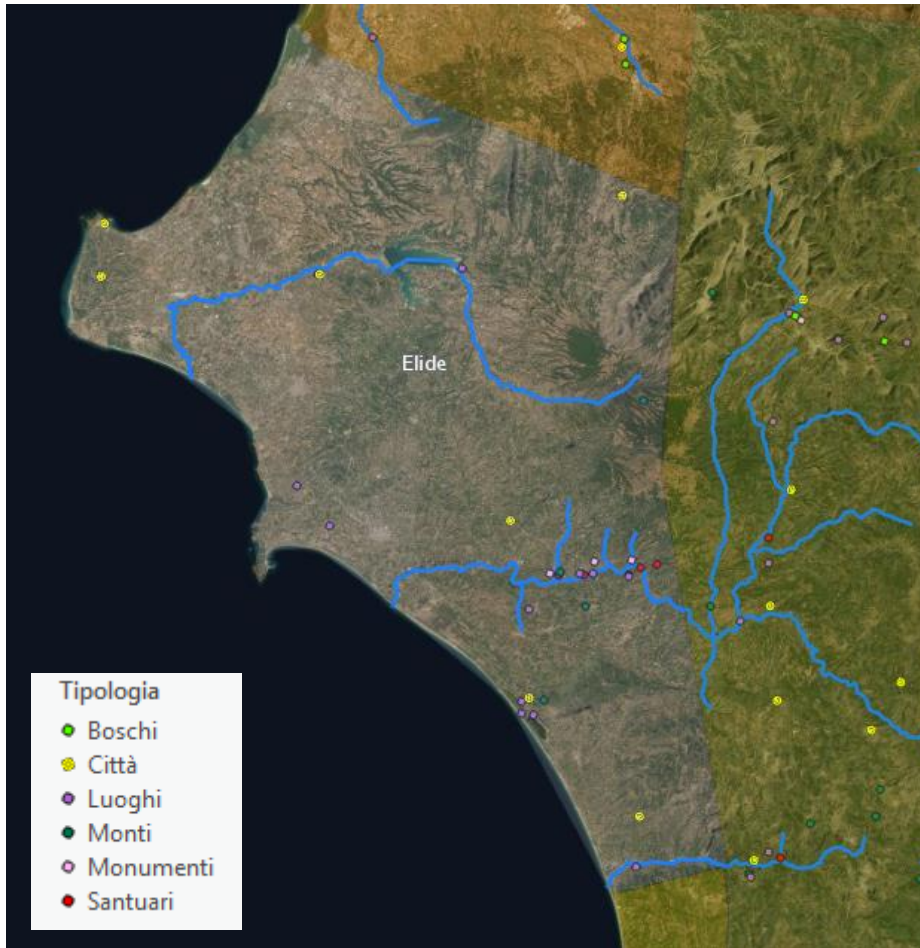 Elide
Tipologia
Boschi
Città
Luoghi
Monti
Monumenti
Santuari